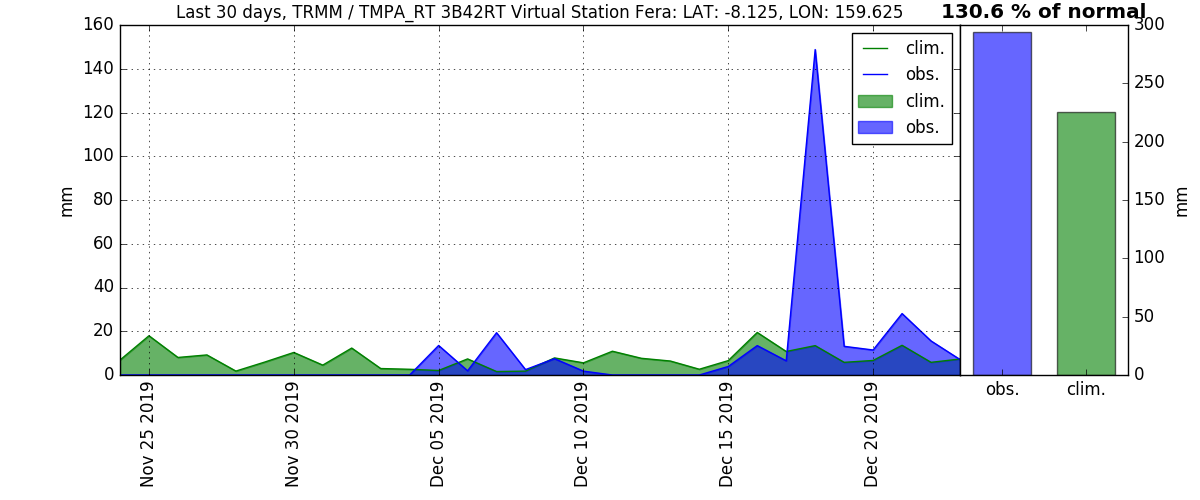 Last 30 days, TRMM / TMPA_RT 3B42RT Virtual Station Fera: LAT: -8.125, LON: 159.625
130.6 % of normal
160
140
120
100
80
60
40
20
0
mm
clim.
obs.
clim.
obs.
Nov 25 2019
Nov 30 2019
Dec 05 2019
Dec 10 2019
Dec 15 2019
Dec 20 2019
300
250
200
150
100
50
0
mm
obs.
clim.